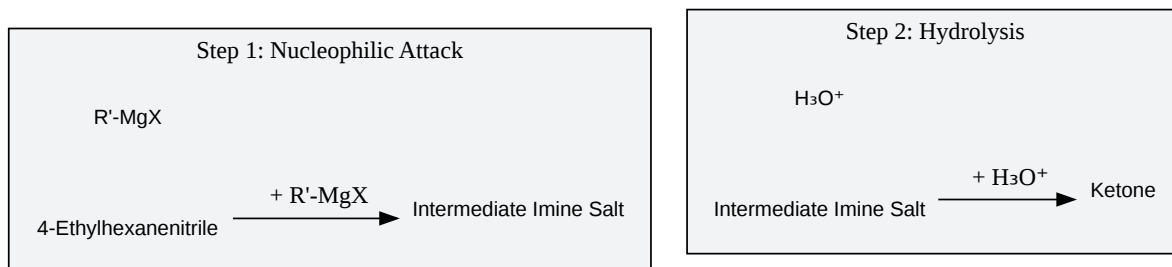 Step 1: Nucleophilic Attack
R'-MgX
+ R'-MgX
4-Ethylhexanenitrile
Intermediate Imine Salt
Step 2: Hydrolysis
H₃O⁺
+ H₃O⁺
Intermediate Imine Salt
Ketone